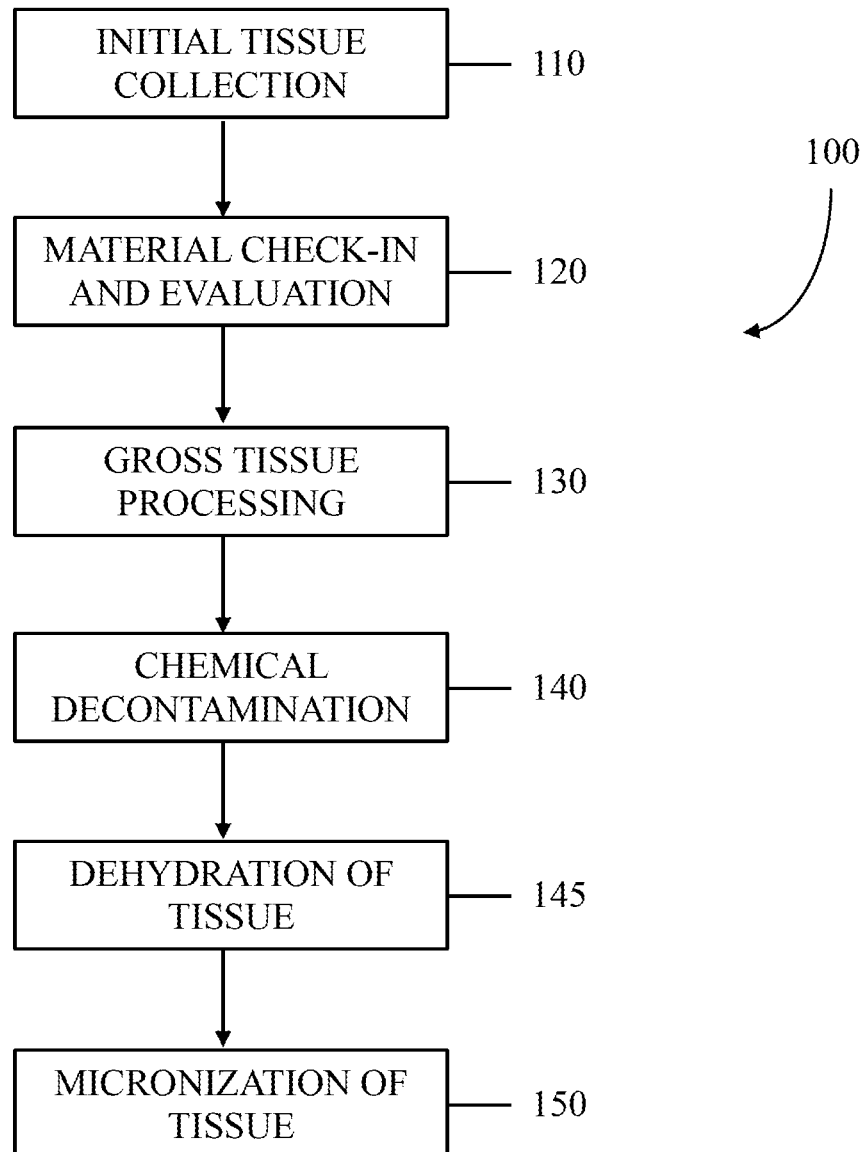 INITIAL TISSUE
COLLECTION
110
100
MATERIAL CHECK-IN
AND EVALUATION
120
GROSS TISSUE
PROCESSING
130
CHEMICAL
DECONTAMINATION
140
DEHYDRATION OF
TISSUE
145
MICRONIZATION OF
TISSUE
150